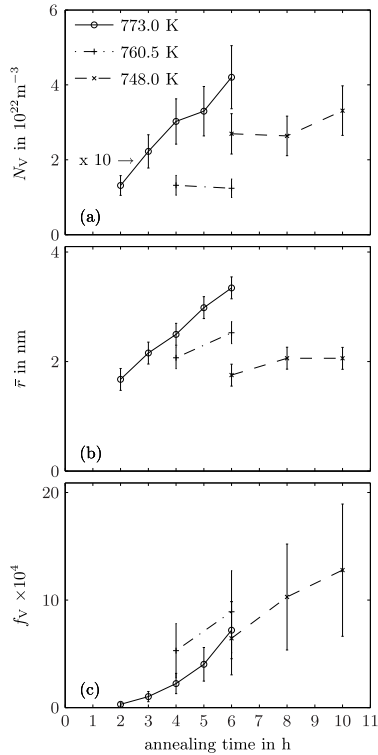 6
773.0 K
760.5 K
748.0 K
4
N_V in 10^22 m^−3
x 10 →
2
(a)
0
4
r̄ in nm
2
(b)
0
20
f_V ×10^4
10
(c)
0
0 1 2 3 4 5 6 7 8 9 10 11
annealing time in h